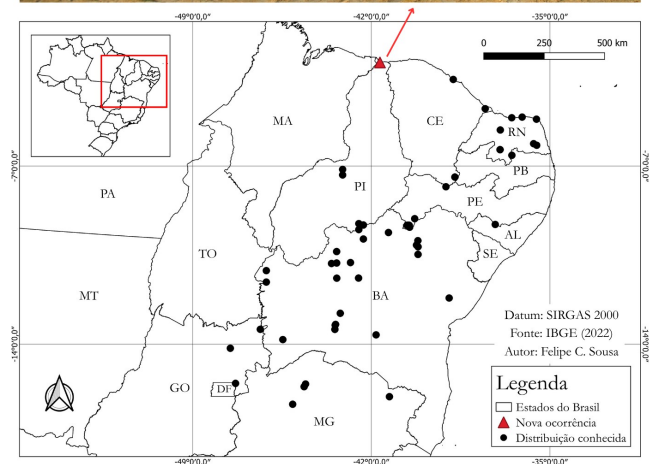 -49°0'0,0"
-42°0'0,0"
-35°0'0,0"
0 250 500 km
MA
CE
RN
-7°0'0,0"
-7°0'0,0"
PB
PA
PI
PE
AL
TO
SE
MT
BA
Datum: SIRGAS 2000
Fonte: IBGE (2022)
Autor: Felipe C. Sousa
-14°0'0,0"
-14°0'0,0"
GO
DF
MG
Legenda
Estados do Brasil
Nova ocorrência
Distribuição conhecida
-49°0'0,0"
-42°0'0,0"
-35°0'0,0"